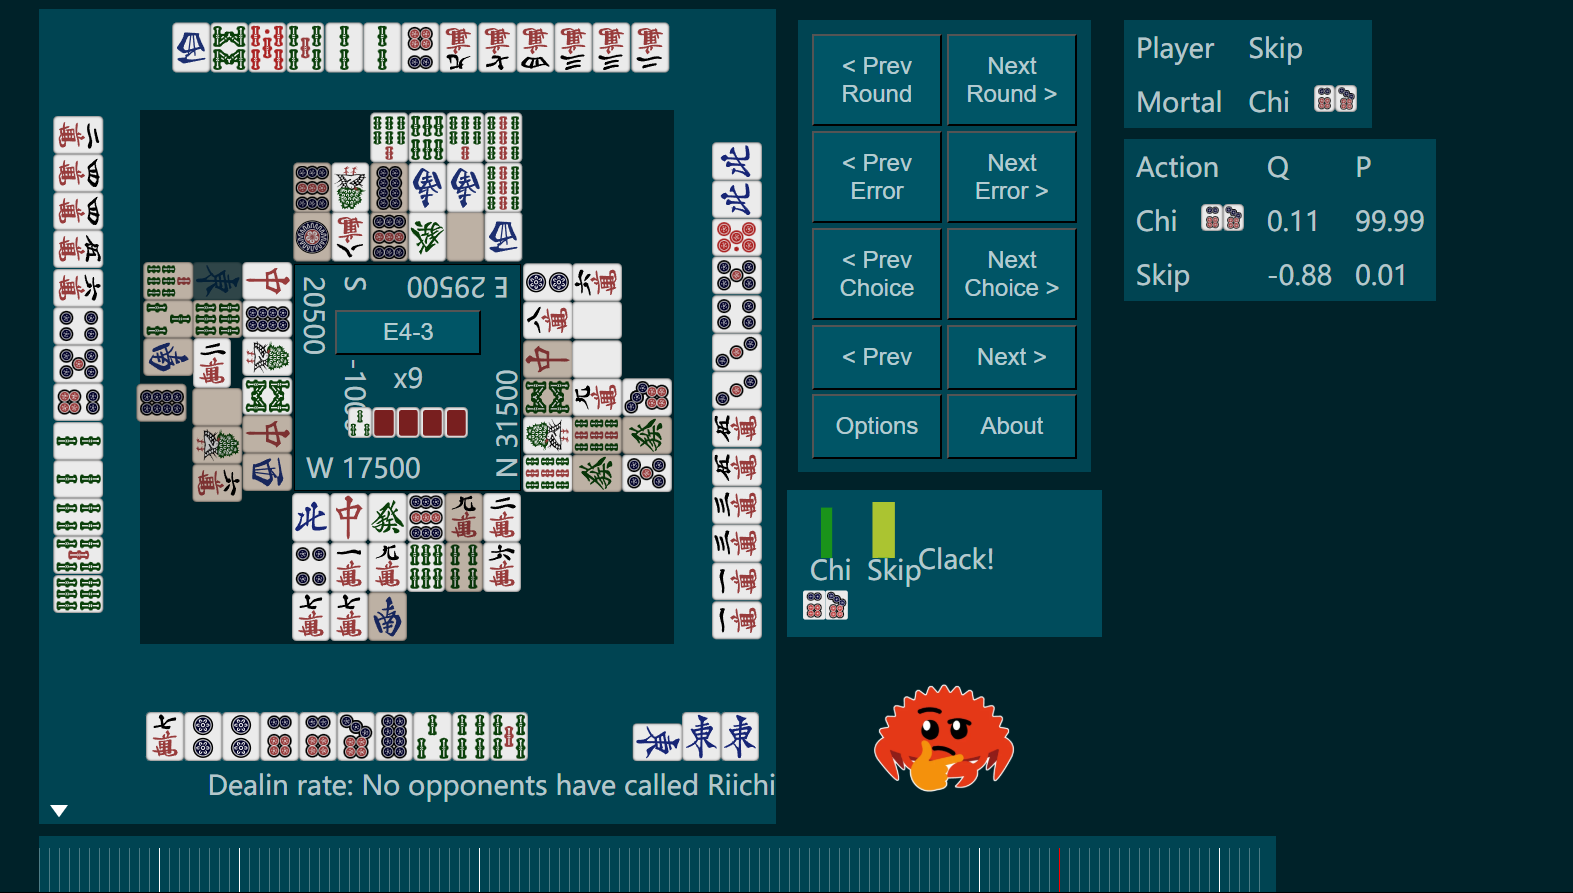 < Prev Round
Next Round >
< Prev Error
Next Error >
< Prev Choice
Next Choice >
< Prev
Next >
Options
About
Player Skip
Mortal Chi
Action Q P
Chi 0.11 99.99
Skip -0.88 0.01
S 20500
E 29500
E4-3
-1000
x9
N 31500
W 17500
Chi
Skip
Clack!
Dealin rate: No opponents have called Riichi